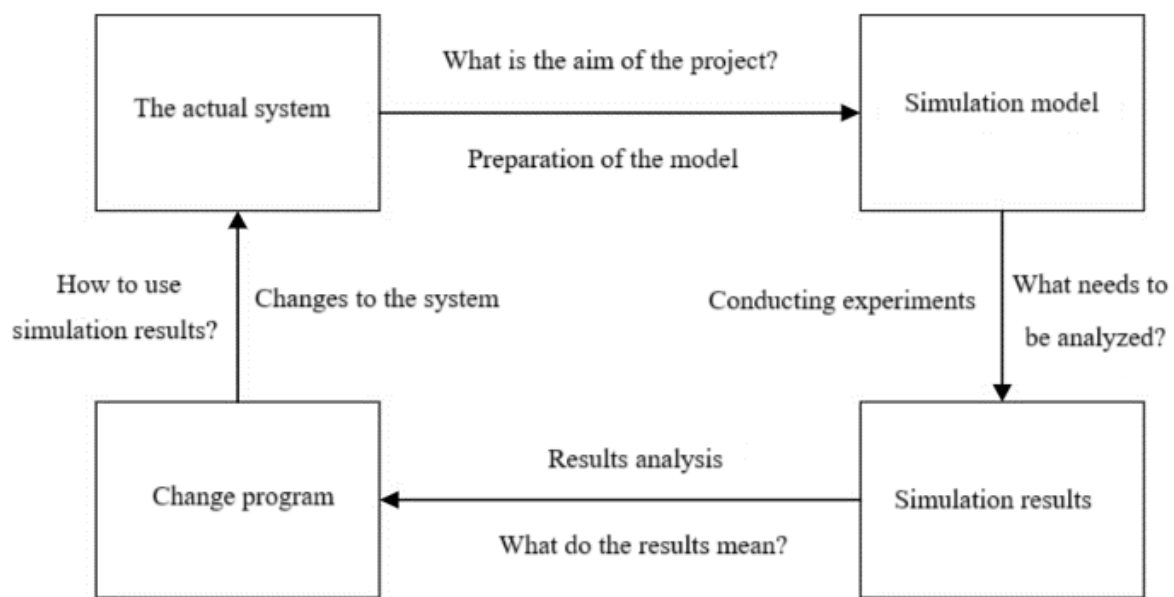 What is the aim of the project?
The actual system
Simulation model
Preparation of the model
How to use
simulation results?
Changes to the system
Conducting experiments
What needs to
be analyzed?
Results analysis
Change program
Simulation results
What do the results mean?